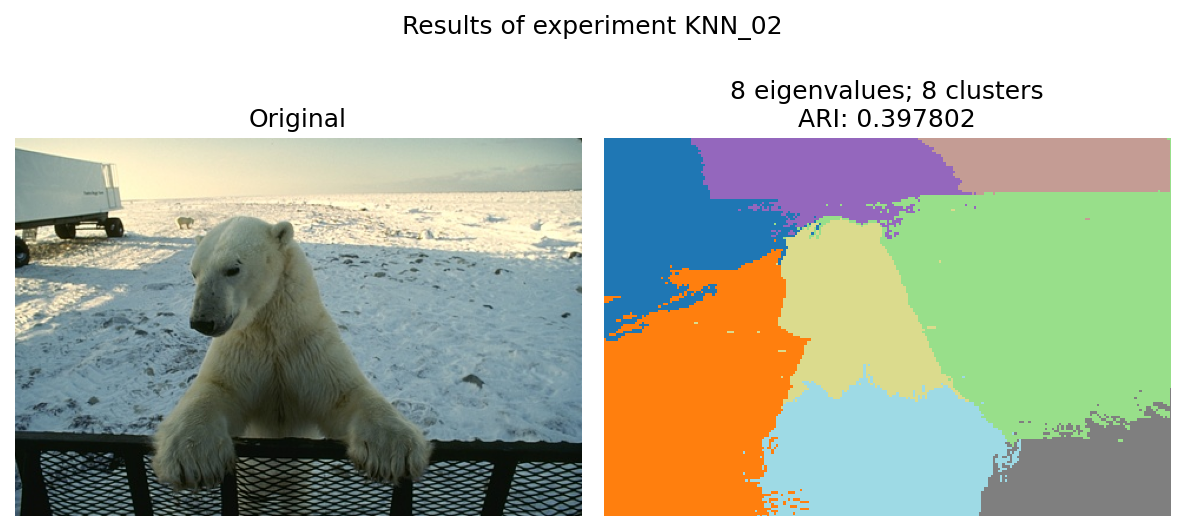 Results of experiment KNN_02
Original
8 eigenvalues; 8 clusters
ARI: 0.397802